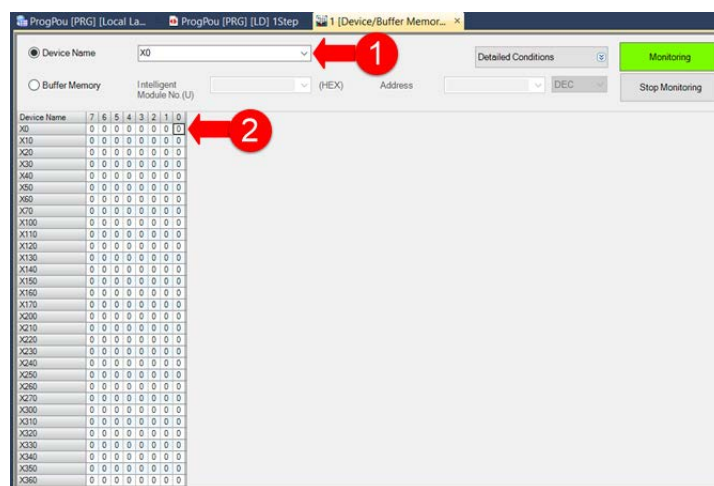 ProgPou [PRG] [Local La... ProgPou [PRG] [LD] 1Step 1 [Device/Buffer Memor... ×
Device Name X0 1 Detailed Conditions Monitoring
Buffer Memory Intelligent Module No.(U) (HEX) Address DEC Stop Monitoring
Device Name 7 6 5 4 3 2 1 0
X0 0 0 0 0 0 0 0 0 2
X10 0 0 0 0 0 0 0 0
X20 0 0 0 0 0 0 0 0
X30 0 0 0 0 0 0 0 0
X40 0 0 0 0 0 0 0 0
X50 0 0 0 0 0 0 0 0
X60 0 0 0 0 0 0 0 0
X70 0 0 0 0 0 0 0 0
X100 0 0 0 0 0 0 0 0
X110 0 0 0 0 0 0 0 0
X120 0 0 0 0 0 0 0 0
X130 0 0 0 0 0 0 0 0
X140 0 0 0 0 0 0 0 0
X150 0 0 0 0 0 0 0 0
X160 0 0 0 0 0 0 0 0
X170 0 0 0 0 0 0 0 0
X200 0 0 0 0 0 0 0 0
X210 0 0 0 0 0 0 0 0
X220 0 0 0 0 0 0 0 0
X230 0 0 0 0 0 0 0 0
X240 0 0 0 0 0 0 0 0
X250 0 0 0 0 0 0 0 0
X260 0 0 0 0 0 0 0 0
X270 0 0 0 0 0 0 0 0
X300 0 0 0 0 0 0 0 0
X310 0 0 0 0 0 0 0 0
X320 0 0 0 0 0 0 0 0
X330 0 0 0 0 0 0 0 0
X340 0 0 0 0 0 0 0 0
X350 0 0 0 0 0 0 0 0
X360 0 0 0 0 0 0 0 0